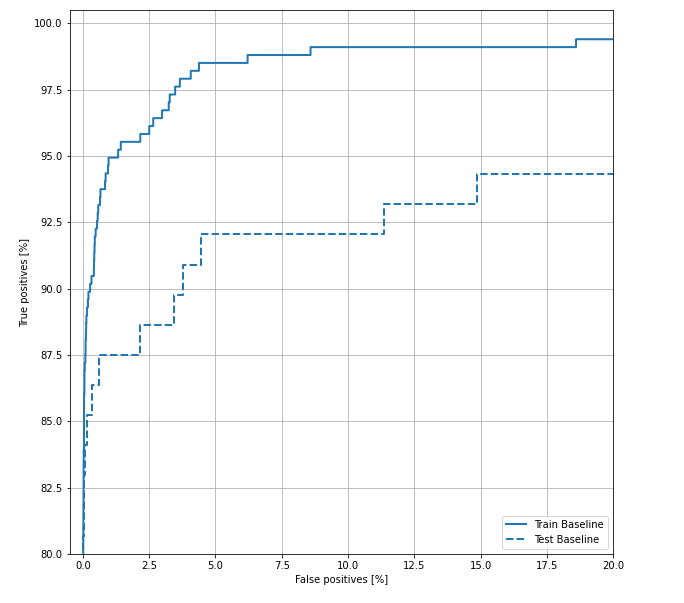 100.0
97.5
95.0
92.5
90.0
87.5
85.0
82.5
80.0
True positives [%]
0.0 2.5 5.0 7.5 10.0 12.5 15.0 17.5 20.0
False positives [%]
Train Baseline
Test Baseline